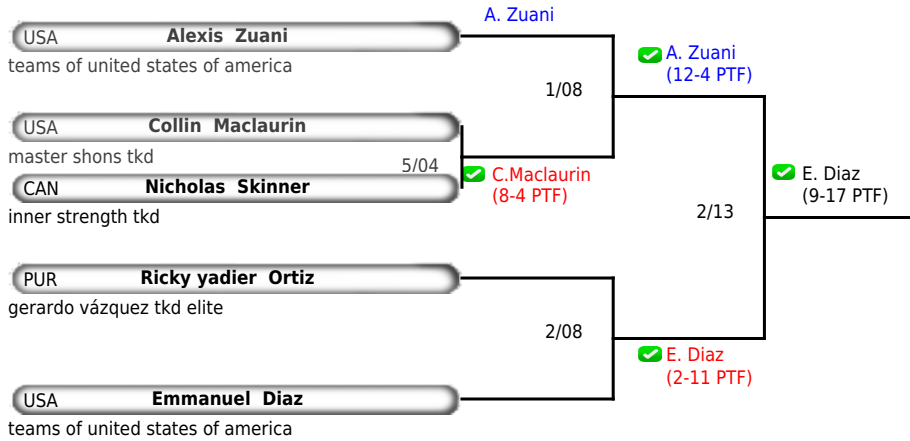 A. Zuani
USA Alexis Zuani
teams of united states of america
A. Zuani
(12-4 PTF)
1/08
USA Collin Maclaurin
master shons tkd
5/04
C.Maclaurin
(8-4 PTF)
CAN Nicholas Skinner
inner strength tkd
E. Diaz
(9-17 PTF)
2/13
PUR Ricky yadier Ortiz
gerardo vázquez tkd elite
2/08
E. Diaz
(2-11 PTF)
USA Emmanuel Diaz
teams of united states of america